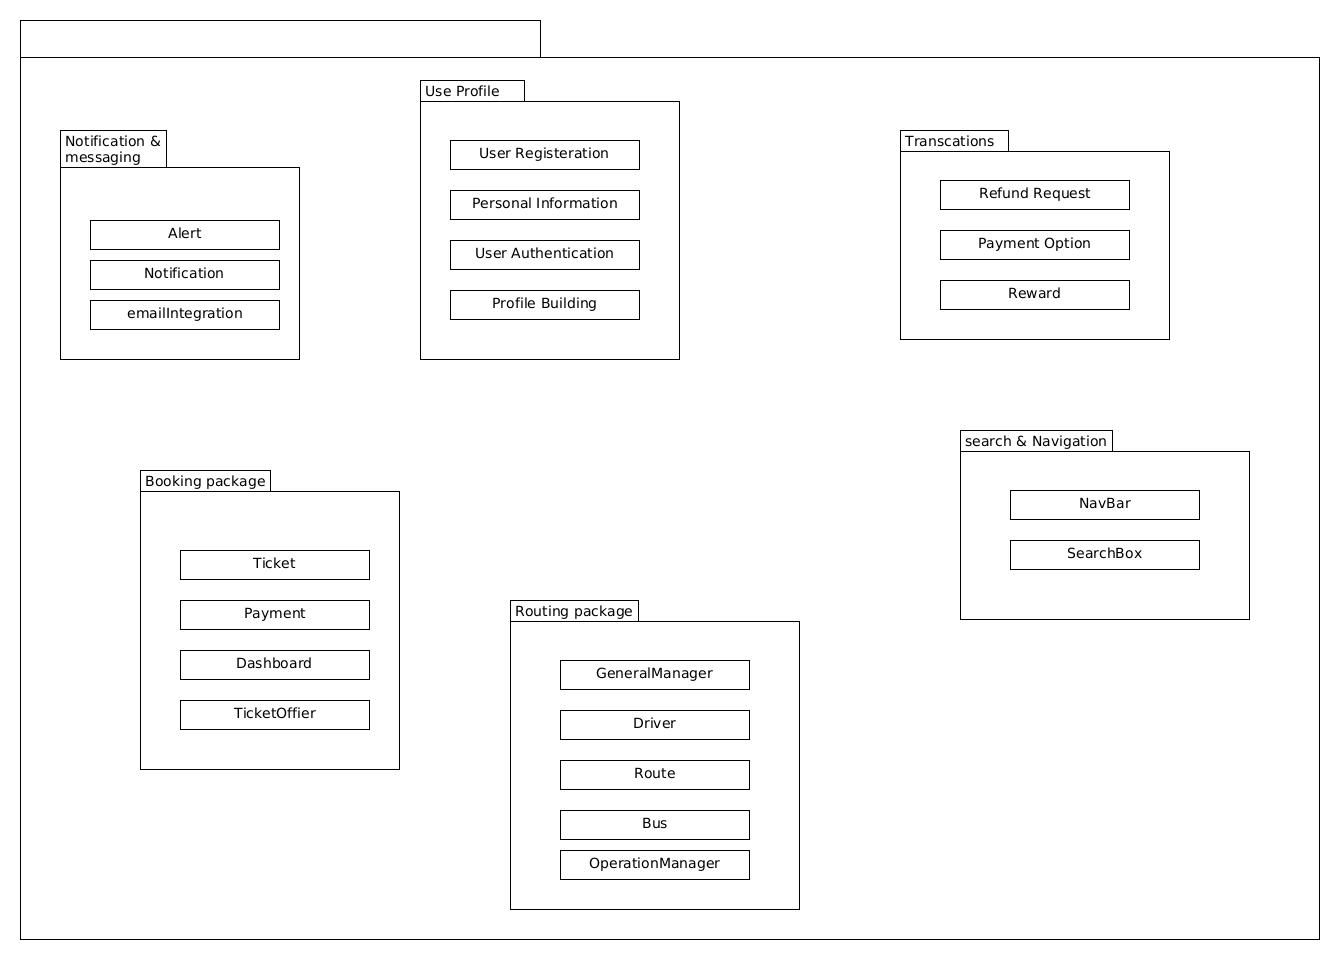 Use Profile
User Registeration
Personal Information
User Authentication
Profile Building
Notification &
messaging
Alert
Notification
emailIntegration
Transcations
Refund Request
Payment Option
Reward
search & Navigation
NavBar
SearchBox
Booking package
Ticket
Payment
Dashboard
TicketOffier
Routing package
GeneralManager
Driver
Route
Bus
OperationManager